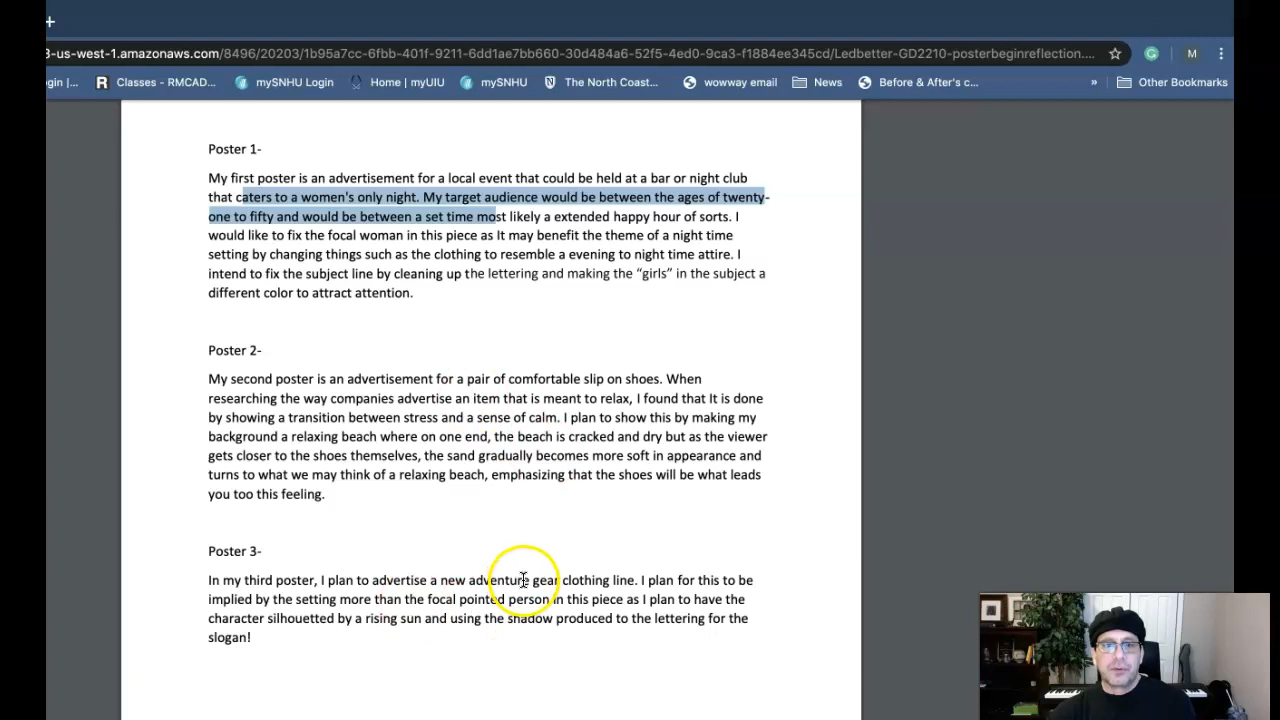 3-us-west-1.amazonaws.com/8496/20203/1b95a7cc-6fbb-401f-9211-6dd1ae7bb660-30d484a6-52f5-4ed0-9ca3-f1884ee345cd/Ledbetter-GD2210-posterbeginreflection....
M
gin |... R Classes - RMCAD... mySNHU Login Home | myUIU mySNHU The North Coast... wowway email News Before & After's c... » Other Bookmarks
Poster 1-
My first poster is an advertisement for a local event that could be held at a bar or night club
that caters to a women's only night. My target audience would be between the ages of twenty-
one to fifty and would be between a set time most likely a extended happy hour of sorts. I
would like to fix the focal woman in this piece as It may benefit the theme of a night time
setting by changing things such as the clothing to resemble a evening to night time attire. I
intend to fix the subject line by cleaning up the lettering and making the “girls” in the subject a
different color to attract attention.
Poster 2-
My second poster is an advertisement for a pair of comfortable slip on shoes. When
researching the way companies advertise an item that is meant to relax, I found that It is done
by showing a transition between stress and a sense of calm. I plan to show this by making my
background a relaxing beach where on one end, the beach is cracked and dry but as the viewer
gets closer to the shoes themselves, the sand gradually becomes more soft in appearance and
turns to what we may think of a relaxing beach, emphasizing that the shoes will be what leads
you too this feeling.
Poster 3-
In my third poster, I plan to advertise a new adventure gear clothing line. I plan for this to be
implied by the setting more than the focal pointed person in this piece as I plan to have the
character silhouetted by a rising sun and using the shadow produced to the lettering for the
slogan!